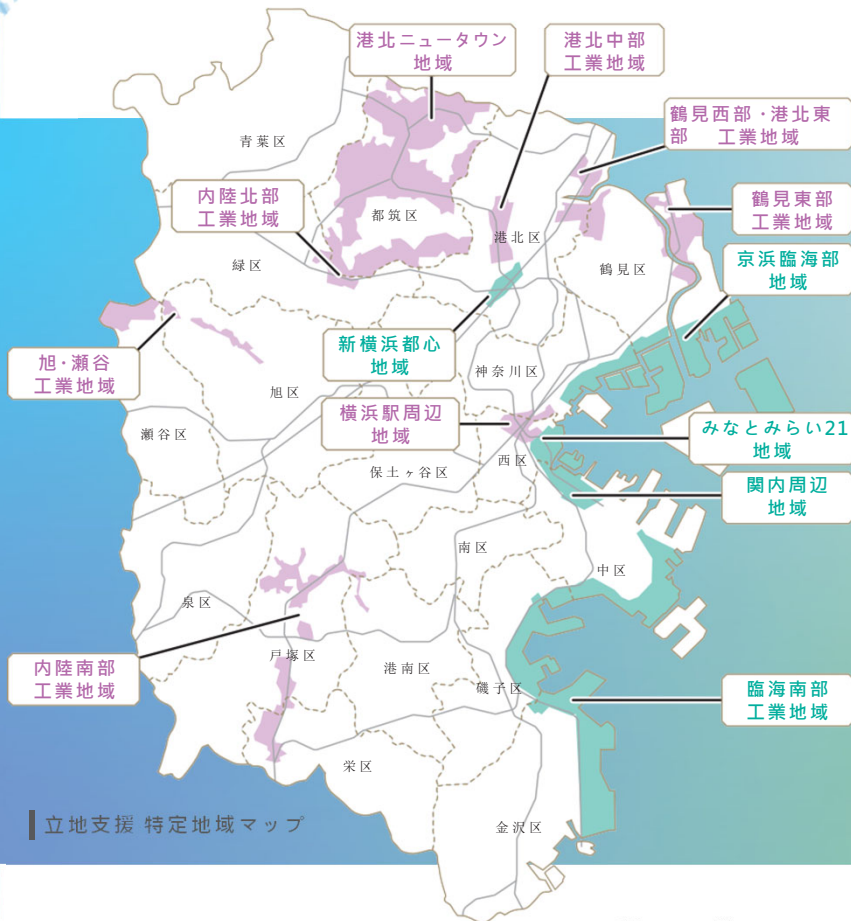 港北ニュータウン
地域
港北中部
工業地域
鶴見西部・港北東
部　工業地域
青葉区
内陸北部
工業地域
都筑区
鶴見東部
工業地域
港北区
京浜臨海部
地域
緑区
鶴見区
新横浜都心
地域
旭・瀬谷
工業地域
神奈川区
旭区
横浜駅周辺
地域
みなとみらい21
地域
瀬谷区
西区
保土ヶ谷区
関内周辺
地域
南区
中区
泉区
戸塚区
港南区
内陸南部
工業地域
磯子区
臨海南部
工業地域
栄区
立地支援 特定地域マップ
金沢区